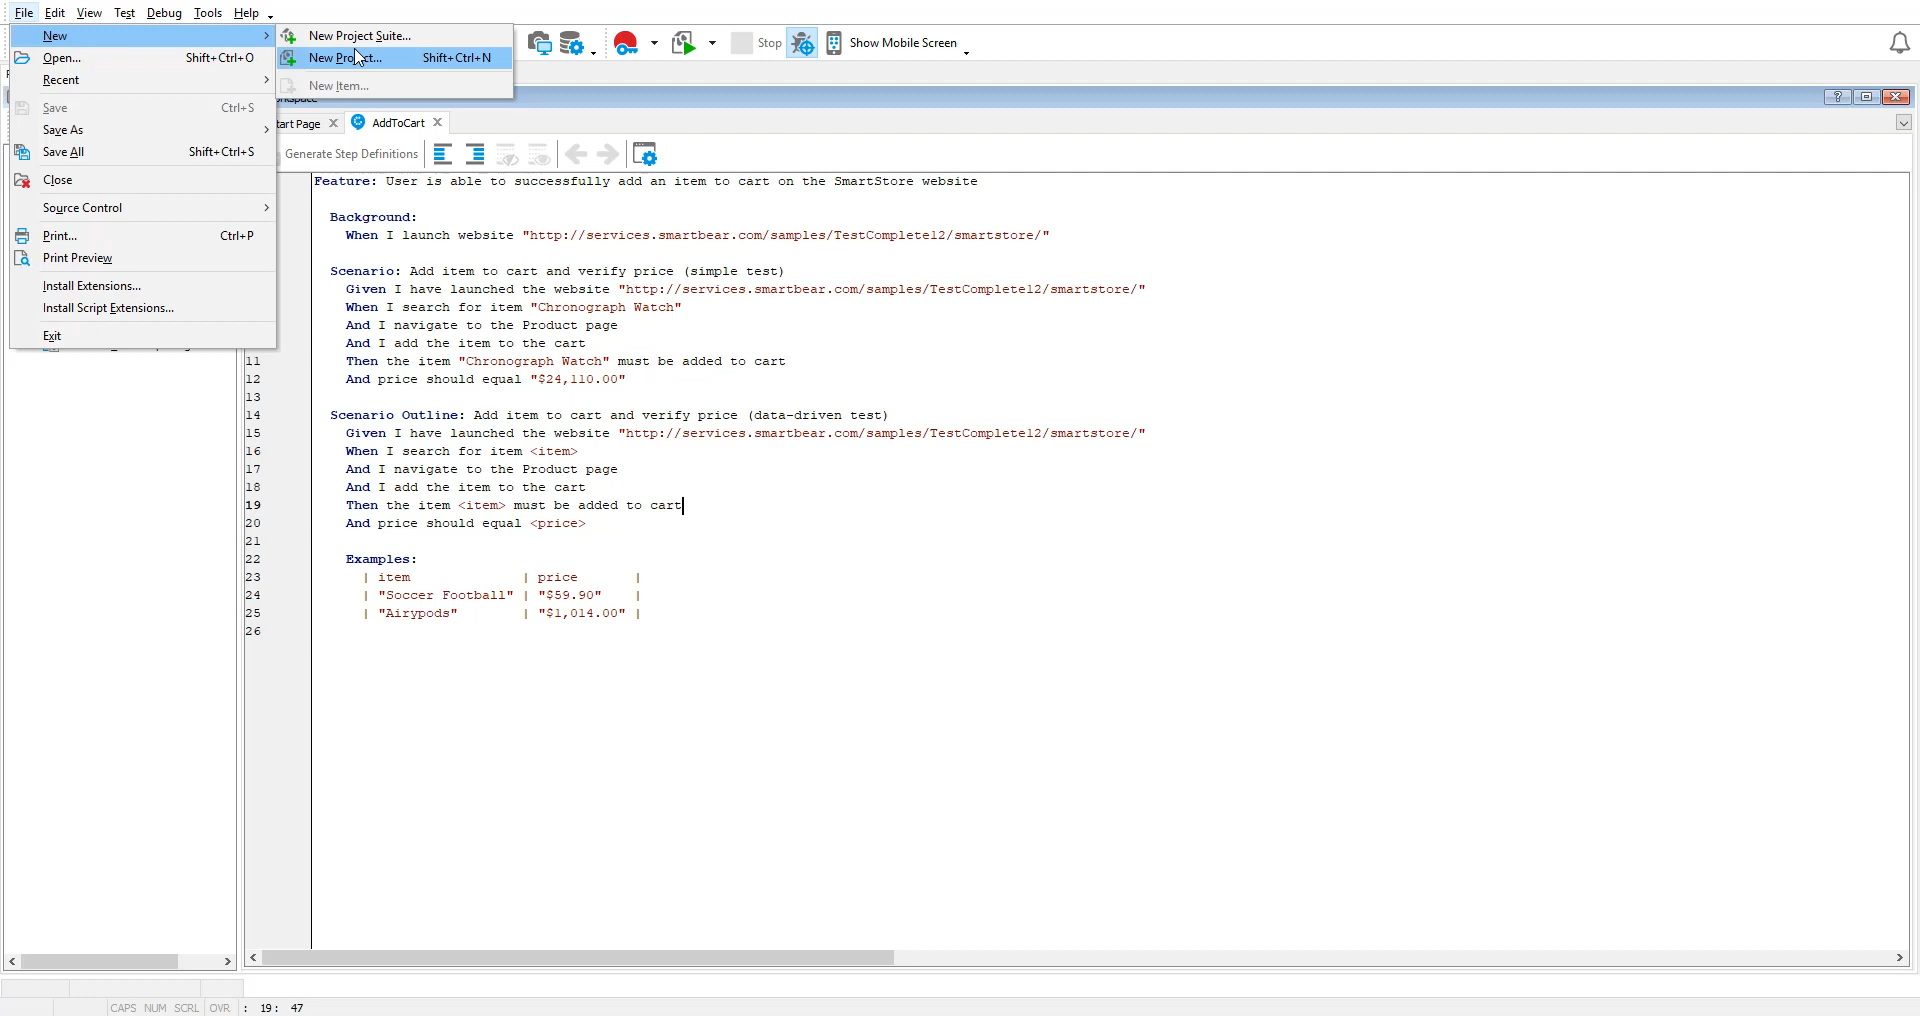 File Edit View Test Debug Tools Help
New
Open... Shift+Ctrl+O
Recent
Save Ctrl+S
Save As
Save All Shift+Ctrl+S
Close
Source Control
Print... Ctrl+P
Print Preview
Install Extensions...
Install Script Extensions...
Exit
New Project Suite...
New Project... Shift+Ctrl+N
New Item...
Stop Show Mobile Screen
tart Page AddToCart
Generate Step Definitions
Feature: User is able to successfully add an item to cart on the SmartStore website
Background:
When I launch website "http://services.smartbear.com/samples/TestComplete12/smartstore/"
Scenario: Add item to cart and verify price (simple test)
Given I have launched the website "http://services.smartbear.com/samples/TestComplete12/smartstore/"
When I search for item "Chronograph Watch"
And I navigate to the Product page
And I add the item to the cart
11 Then the item "Chronograph Watch" must be added to cart
12 And price should equal "$24,110.00"
13
14 Scenario Outline: Add item to cart and verify price (data-driven test)
15 Given I have launched the website "http://services.smartbear.com/samples/TestComplete12/smartstore/"
16 When I search for item <item>
17 And I navigate to the Product page
18 And I add the item to the cart
19 Then the item <item> must be added to cart
20 And price should equal <price>
21
22 Examples:
23 | item | price |
24 | "Soccer Football" | "$59.90" |
25 | "Airypods" | "$1,014.00" |
26
CAPS NUM SCRL OVR : 19: 47